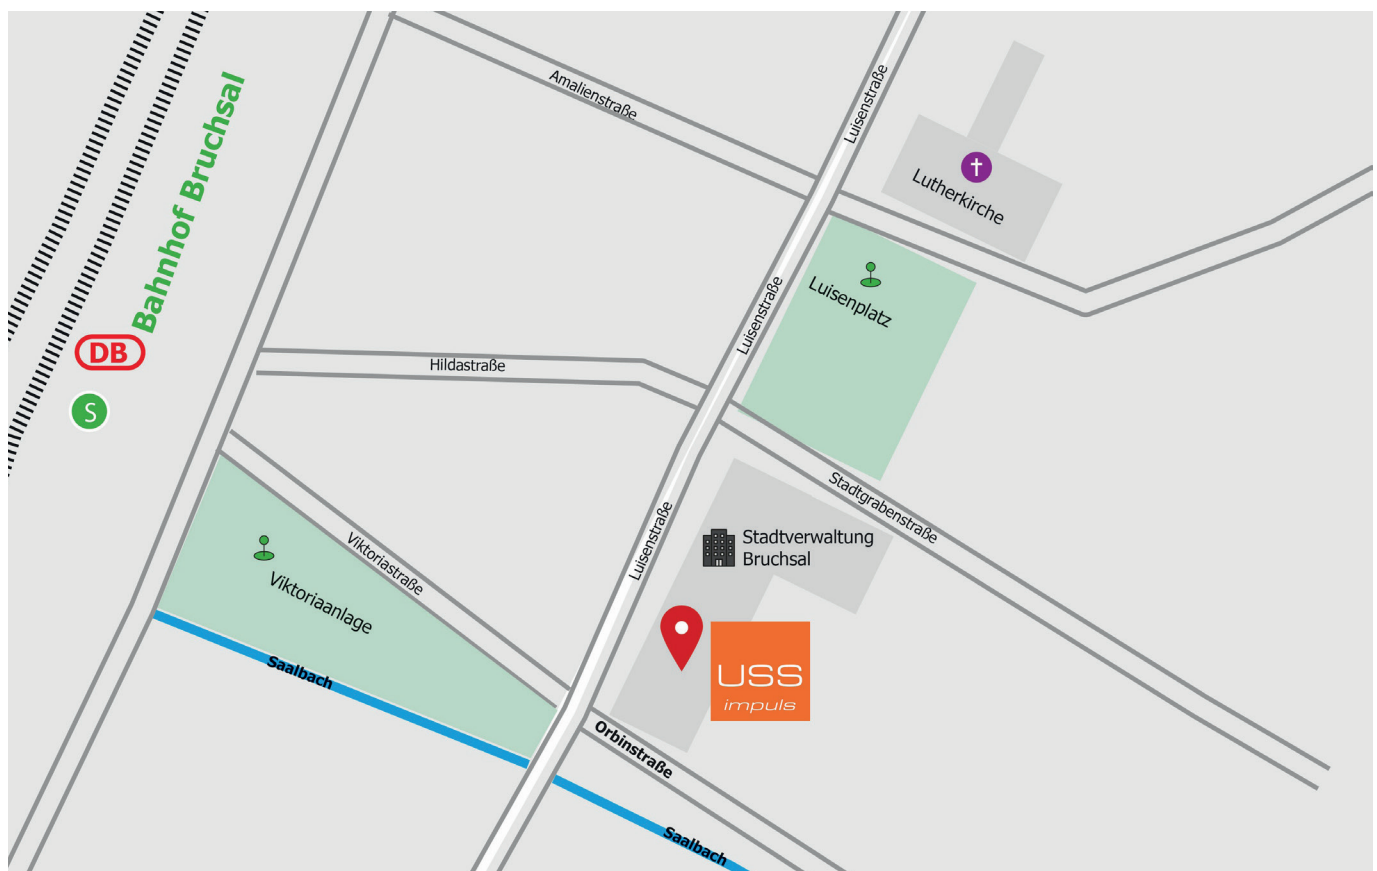 Amalienstraße
Luisenstraße
Bahnhof Bruchsal
Lutherkirche
Luisenplatz
Luisenstraße
DB
Hildastraße
S
Stadtgrabenstraße
Luisenstraße
Stadtverwaltung
Bruchsal
Viktoriastraße
Viktoriaanlage
Saalbach
USS
impuls
Orbinstraße
Saalbach